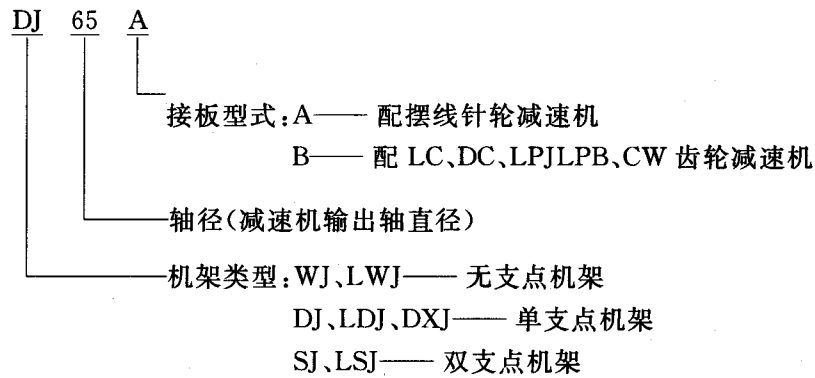 DJ 65 A
接板型式:A—— 配摆线针轮减速机
B—— 配 LC、DC、LPJLPB、CW 齿轮减速机
轴径(减速机输出轴直径)
机架类型:WJ、LWJ—— 无支点机架
DJ、LDJ、DXJ—— 单支点机架
SJ、LSJ—— 双支点机架